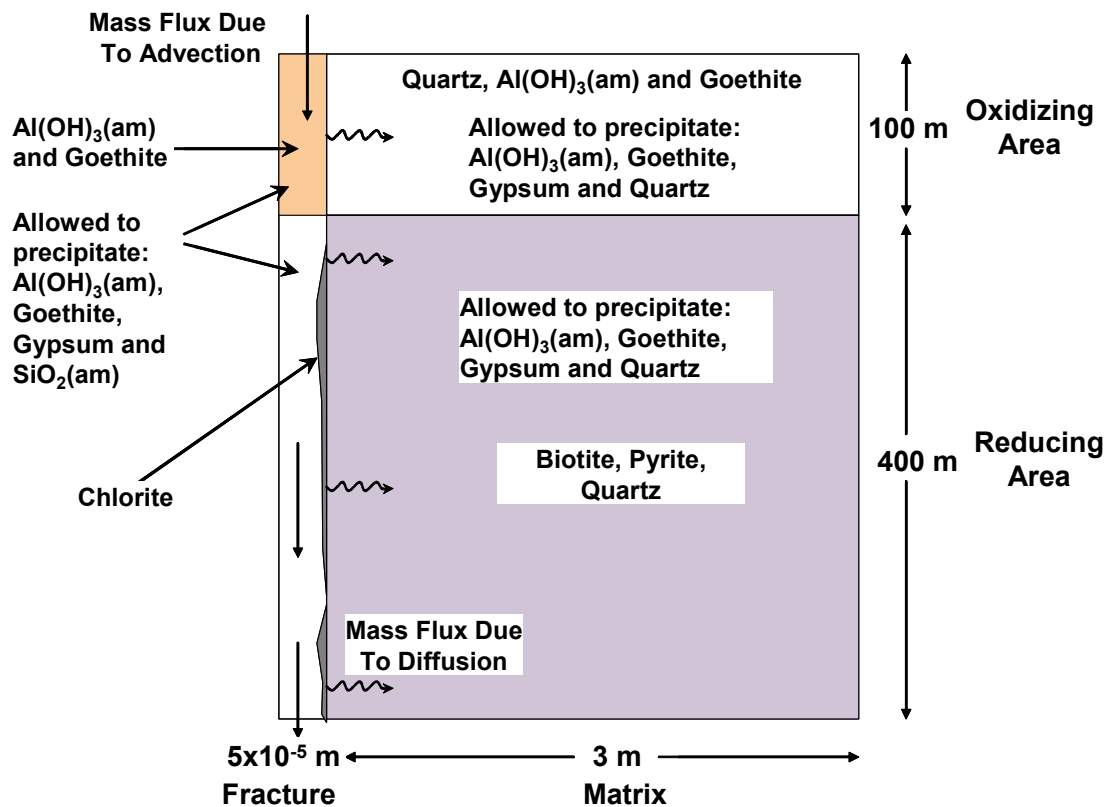 Mass Flux Due
To Advection
Al(OH)3(am)
and Goethite
Allowed to
precipitate:
Al(OH)3(am),
Goethite,
Gypsum and
SiO2(am)
Chlorite
Quartz, Al(OH)3(am) and Goethite
Allowed to precipitate:
Al(OH)3(am), Goethite,
Gypsum and Quartz
100 m
Oxidizing
Area
Allowed to precipitate:
Al(OH)3(am), Goethite,
Gypsum and Quartz
Biotite, Pyrite,
Quartz
400 m
Reducing
Area
Mass Flux Due
To Diffusion
5x10-5 m
Fracture
3 m
Matrix